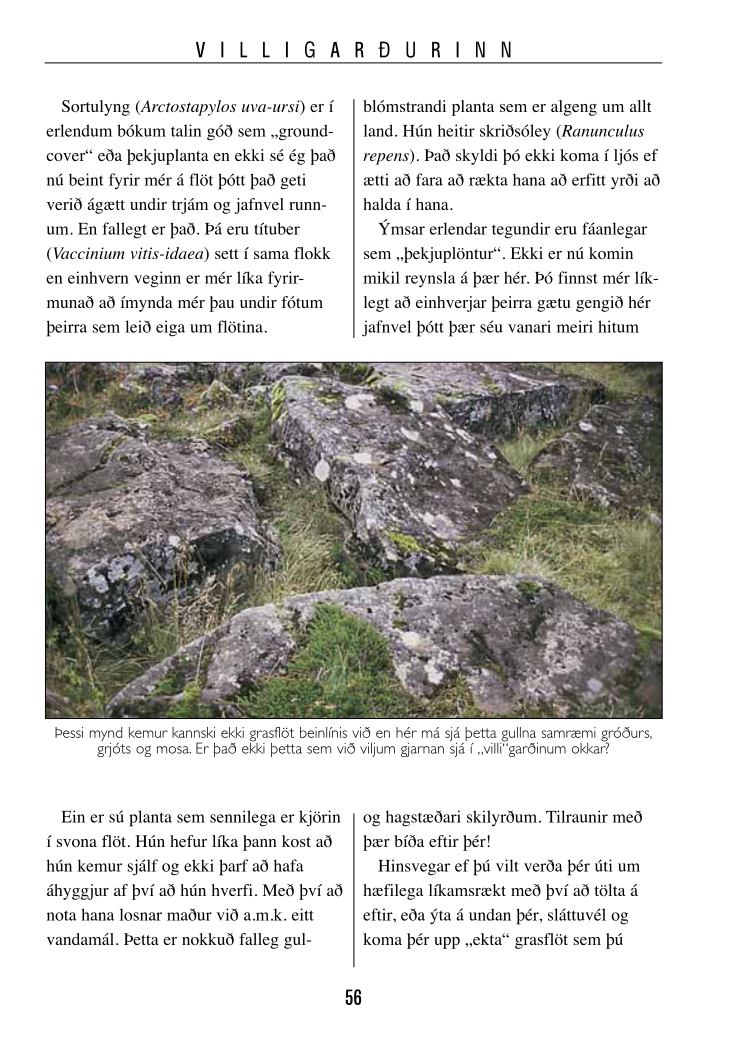 VILLIGARÐURINN
Sortulyng (Arctostapylos uva-ursi) er í
erlendum bókum talin góð sem „ground-
cover“ eða þekjuplanta en ekki sé ég það
nú beint fyrir mér á flöt þótt það geti
verið ágætt undir trjám og jafnvel runn-
um. En fallegt er það. Þá eru títuber
(Vaccinium vitis-idaea) sett í sama flokk
en einhvern veginn er mér líka fyrir-
munað að ímynda mér þau undir fótum
þeirra sem leið eiga um flötina.
Ein er sú planta sem sennilega er kjörin
í svona flöt. Hún hefur líka þann kost að
hún kemur sjálf og ekki þarf að hafa
áhyggjur af því að hún hverfi. Með því að
nota hana losnar maður við a.m.k. eitt
vandamál. Þetta er nokkuð falleg gul-
blómstrandi planta sem er algeng um allt
land. Hún heitir skriðsóley (Ranunculus
repens). Það skyldi þó ekki koma í ljós ef
ætti að fara að rækta hana að erfitt yrði að
halda í hana.
Ýmsar erlendar tegundir eru fáanlegar
sem „þekjuplöntur“. Ekki er nú komin
mikil reynsla á þær hér. Þó finnst mér lík-
legt að einhverjar þeirra gætu gengið hér
jafnvel þótt þær séu vanari meiri hitum
og hagstæðari skilyrðum. Tilraunir með
þær bíða eftir þér!
Hinsvegar ef þú vilt verða þér úti um
hæfilega líkamsrækt með því að tölta á
eftir, eða ýta á undan þér, sláttuvél og
koma þér upp „ekta“ grasflöt sem þú
Þessi mynd kemur kannski ekki grasflöt beinlínis við en hér má sjá þetta gullna samræmi gróðurs,
grjóts og mosa. Er það ekki þetta sem við viljum gjarnan sjá í „villi“garðinum okkar?
56